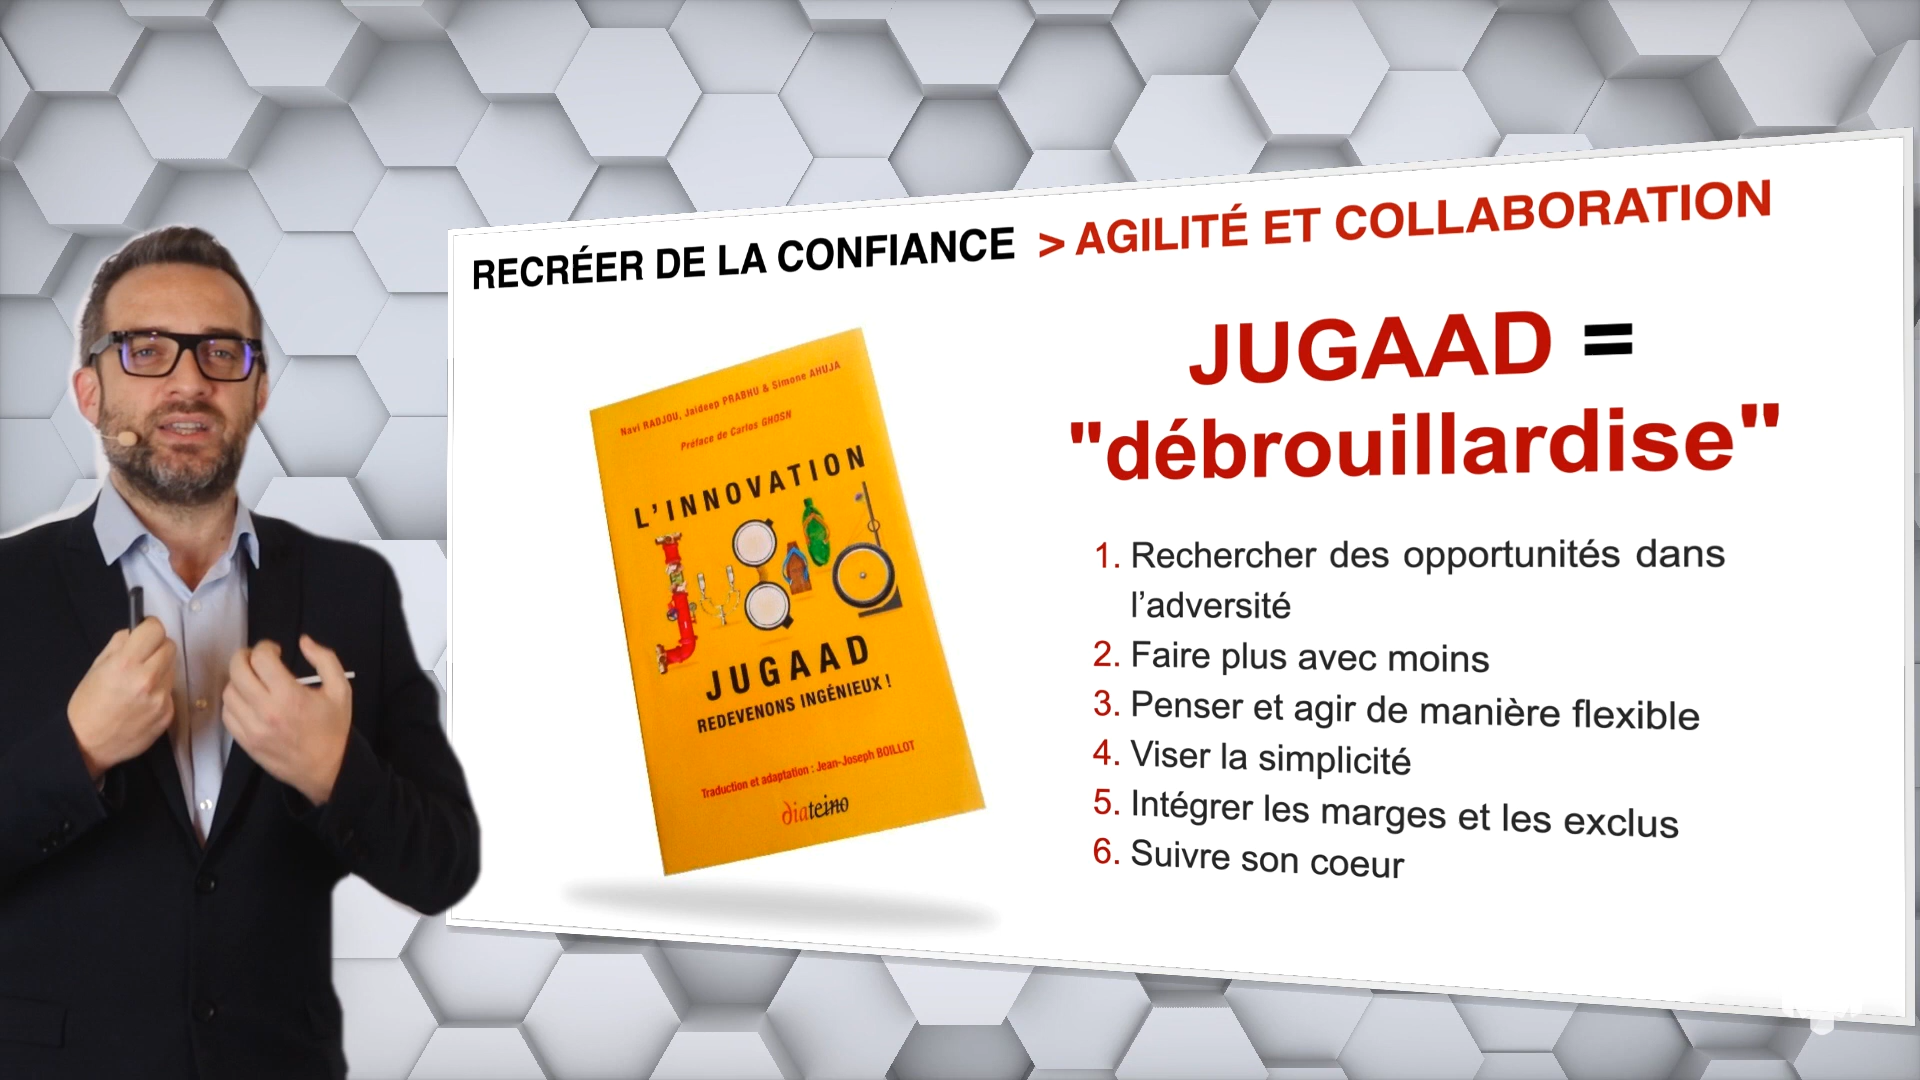 RECRÉER DE LA CONFIANCE > AGILITÉ ET COLLABORATION
Navi RADJOU, Jaideep PRABHU & Simone AHUJA
Préface de Carlos GHOSN
L'INNOVATION
JUGAAD
REDEVENONS INGÉNIEUX !
Traduction et adaptation : Jean-Joseph BOILLOT
diateino
JUGAAD =
"débrouillardise"
1. Rechercher des opportunités dans
l’adversité
2. Faire plus avec moins
3. Penser et agir de manière flexible
4. Viser la simplicité
5. Intégrer les marges et les exclus
6. Suivre son coeur